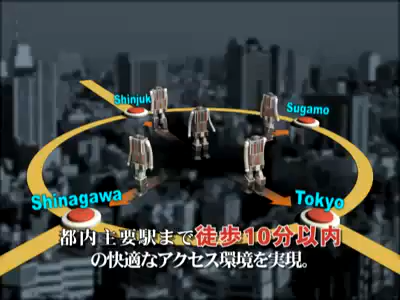 Shinjuk
Sugamo
Shinagawa
Tokyo
都内主要駅まで徒歩10分以内
の快適なアクセス環境を実現。